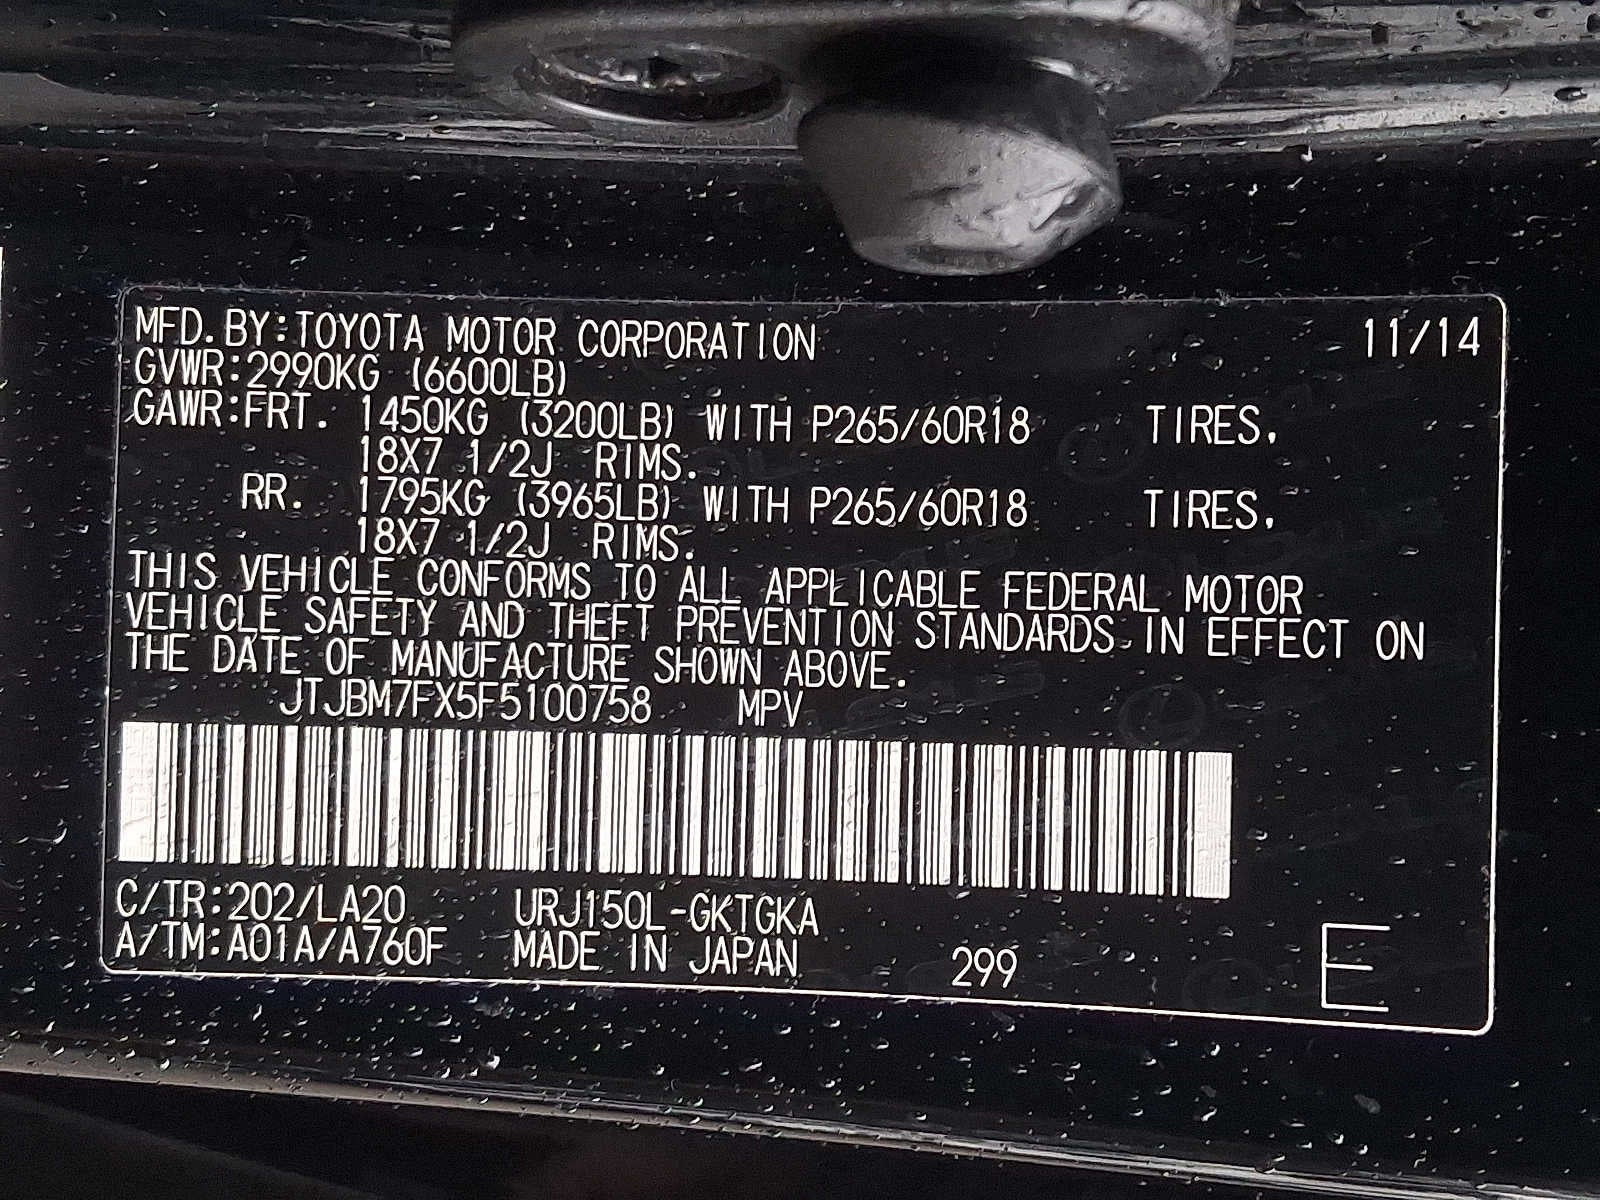 MFD. BY:TOYOTA MOTOR CORPORATION 11/14
GVWR:2990KG (6600LB)
GAWR:FRT. 1450KG (3200LB) WITH P265/60R18 TIRES,
18X7 1/2J RIMS.
RR. 1795KG (3965LB) WITH P265/60R18 TIRES,
18X7 1/2J RIMS.
THIS VEHICLE CONFORMS TO ALL APPLICABLE FEDERAL MOTOR
VEHICLE SAFETY AND THEFT PREVENTION STANDARDS IN EFFECT ON
THE DATE OF MANUFACTURE SHOWN ABOVE.
JTJBM7FX5F5100758 MPV
C/TR:202/LA20 URJ150L-GKTGKA
A/TM:A01A/A760F MADE IN JAPAN 299 E